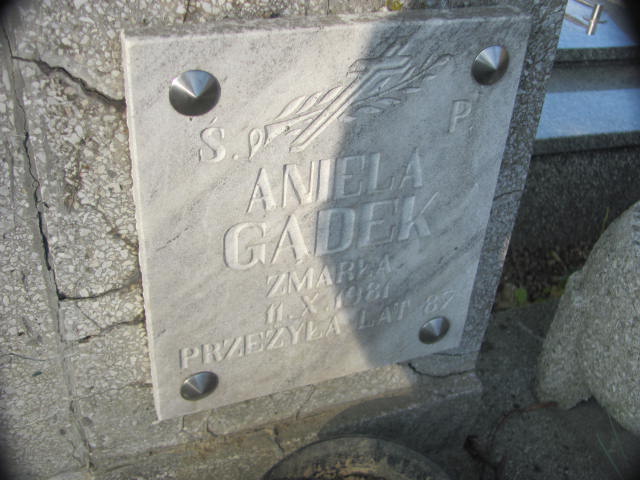 Ś. P
ANIELA
GĄDEK
ZMARŁA
11.X.1981
PRZEŻYŁA LAT 87